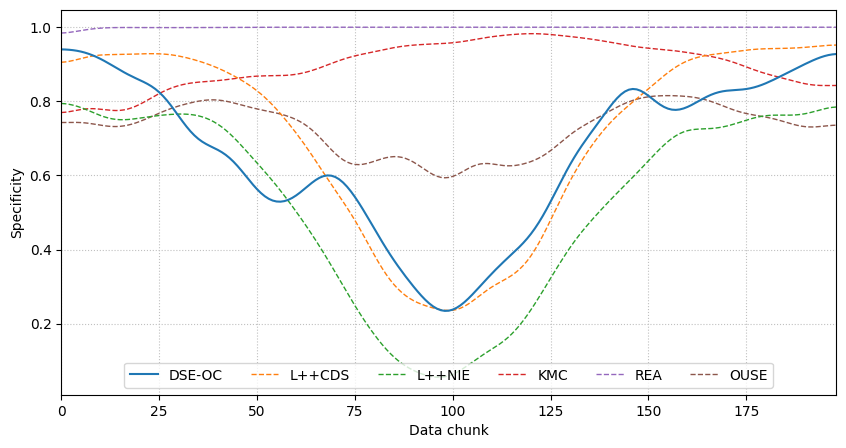 1.0
0.8
0.6
0.4
0.2
Specificity
DSE-OC L++CDS L++NIE KMC REA OUSE
0 25 50 75 100 125 150 175
Data chunk